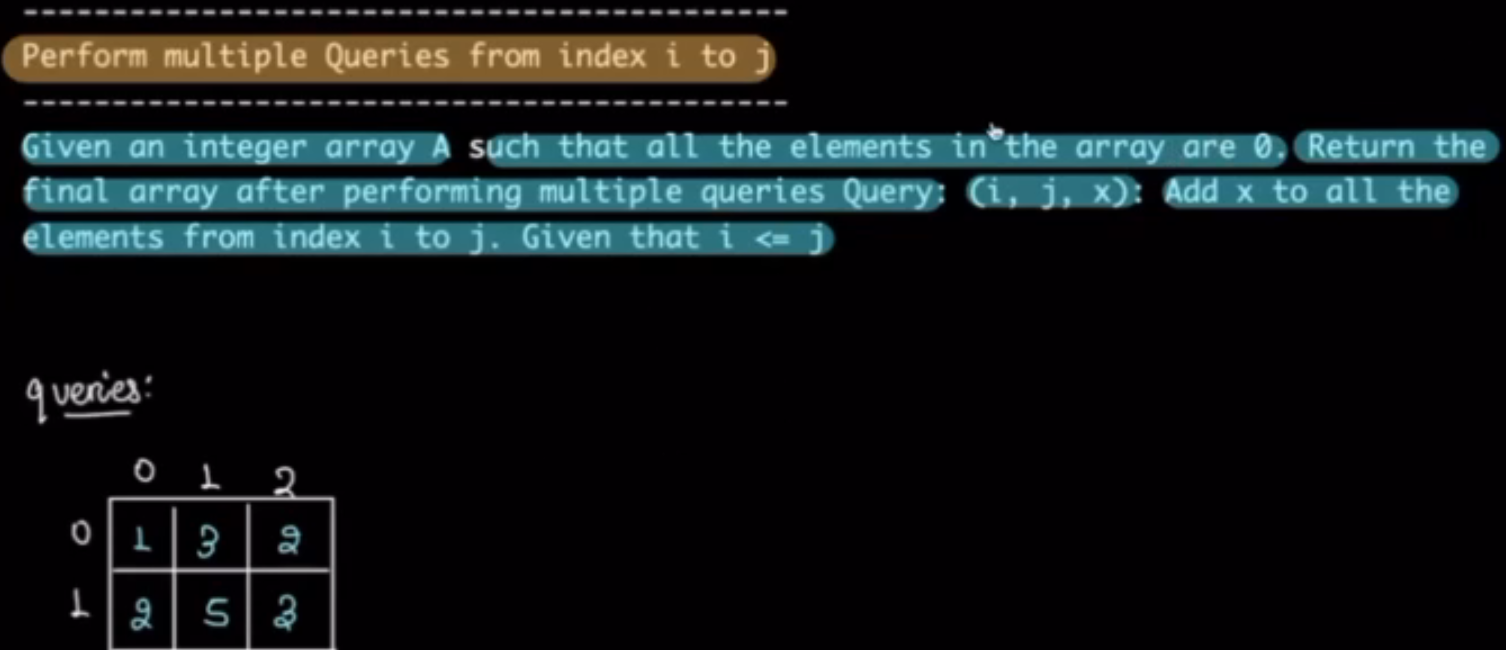 --------------------------------------------
Perform multiple Queries from index i to j
--------------------------------------------
Given an integer array A such that all the elements in the array are 0. Return the
final array after performing multiple queries Query: (i, j, x): Add x to all the
elements from index i to j. Given that i <= j
queries:
0 1 2
0 1 3 2
1 2 5 3